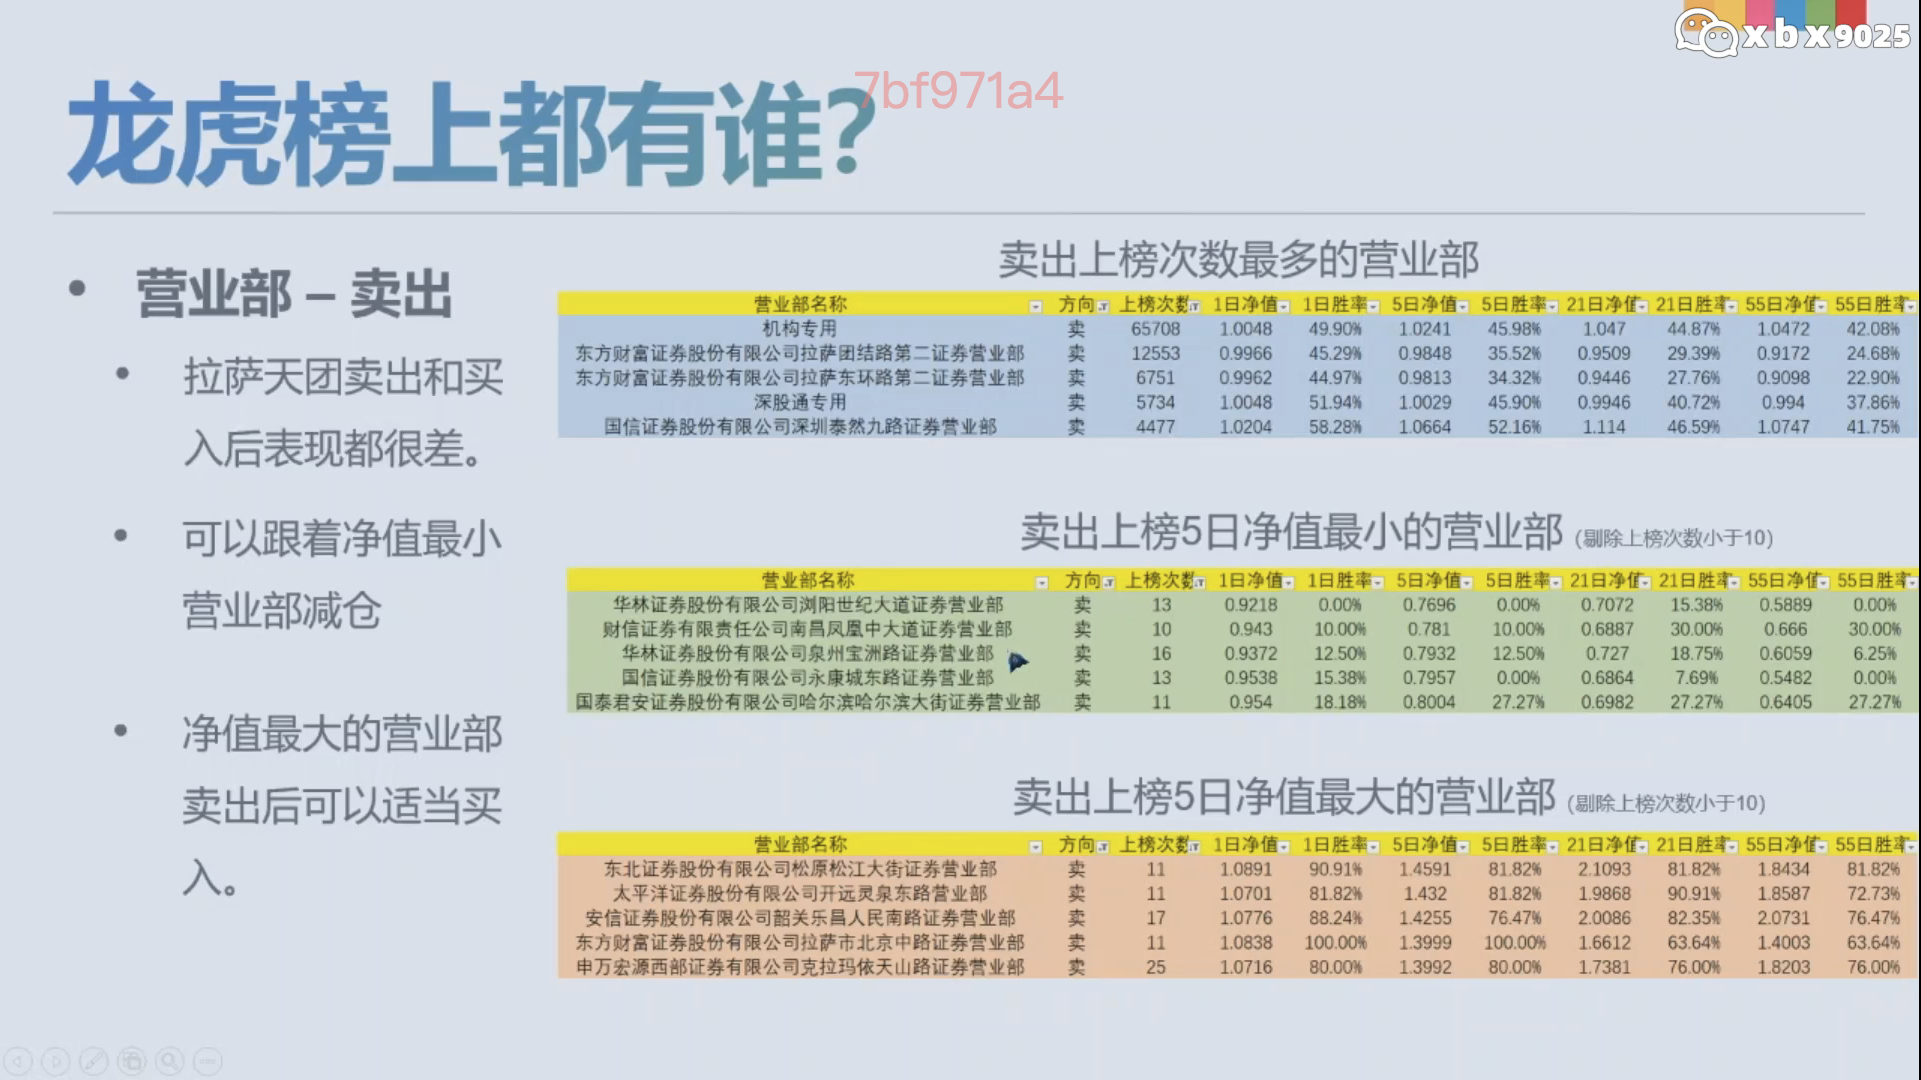 xbx9025
7bf971a4
龙虎榜上都有谁?
• 营业部 – 卖出
• 拉萨天团卖出和买
入后表现都很差。
• 可以跟着净值最小
营业部减仓
• 净值最大的营业部
卖出后可以适当买
入。
卖出上榜次数最多的营业部
营业部名称 方向 上榜次数 1日净值 1日胜率 5日净值 5日胜率 21日净值 21日胜率 55日净值 55日胜率
机构专用 卖 65708 1.0048 49.90% 1.0241 45.98% 1.047 44.87% 1.0472 42.08%
东方财富证券股份有限公司拉萨团结路第二证券营业部 卖 12553 0.9966 45.29% 0.9848 35.52% 0.9509 29.39% 0.9172 24.68%
东方财富证券股份有限公司拉萨东环路第二证券营业部 卖 6751 0.9962 44.97% 0.9813 34.32% 0.9446 27.76% 0.9098 22.90%
深股通专用 卖 5734 1.0048 51.94% 1.0029 45.90% 0.9946 40.72% 0.994 37.86%
国信证券股份有限公司深圳泰然九路证券营业部 卖 4477 1.0204 58.28% 1.0664 52.16% 1.114 46.59% 1.0747 41.75%
卖出上榜5日净值最小的营业部 (剔除上榜次数小于10)
营业部名称 方向 上榜次数 1日净值 1日胜率 5日净值 5日胜率 21日净值 21日胜率 55日净值 55日胜率
华林证券股份有限公司浏阳世纪大道证券营业部 卖 13 0.9218 0.00% 0.7696 0.00% 0.7072 15.38% 0.5889 0.00%
财信证券有限责任公司南昌凤凰中大道证券营业部 卖 10 0.943 10.00% 0.781 10.00% 0.6887 30.00% 0.666 30.00%
华林证券股份有限公司泉州宝洲路证券营业部 卖 16 0.9372 12.50% 0.7932 12.50% 0.727 18.75% 0.6059 6.25%
国信证券股份有限公司永康城东路证券营业部 卖 13 0.9538 15.38% 0.7957 0.00% 0.6864 7.69% 0.5482 0.00%
国泰君安证券股份有限公司哈尔滨哈尔滨大街证券营业部 卖 11 0.954 18.18% 0.8004 27.27% 0.6982 27.27% 0.6405 27.27%
卖出上榜5日净值最大的营业部 (剔除上榜次数小于10)
营业部名称 方向 上榜次数 1日净值 1日胜率 5日净值 5日胜率 21日净值 21日胜率 55日净值 55日胜率
东北证券股份有限公司松原松江大街证券营业部 卖 11 1.0891 90.91% 1.4591 81.82% 2.1093 81.82% 1.8434 81.82%
太平洋证券股份有限公司开远灵泉东路营业部 卖 11 1.0701 81.82% 1.432 81.82% 1.9868 90.91% 1.8587 72.73%
安信证券股份有限公司韶关乐昌人民南路证券营业部 卖 17 1.0776 88.24% 1.4255 76.47% 2.0086 82.35% 2.0731 76.47%
东方财富证券股份有限公司拉萨市北京中路证券营业部 卖 11 1.0838 100.00% 1.3999 100.00% 1.6612 63.64% 1.4003 63.64%
申万宏源西部证券有限公司克拉玛依天山路证券营业部 卖 25 1.0716 80.00% 1.3992 80.00% 1.7381 76.00% 1.8203 76.00%